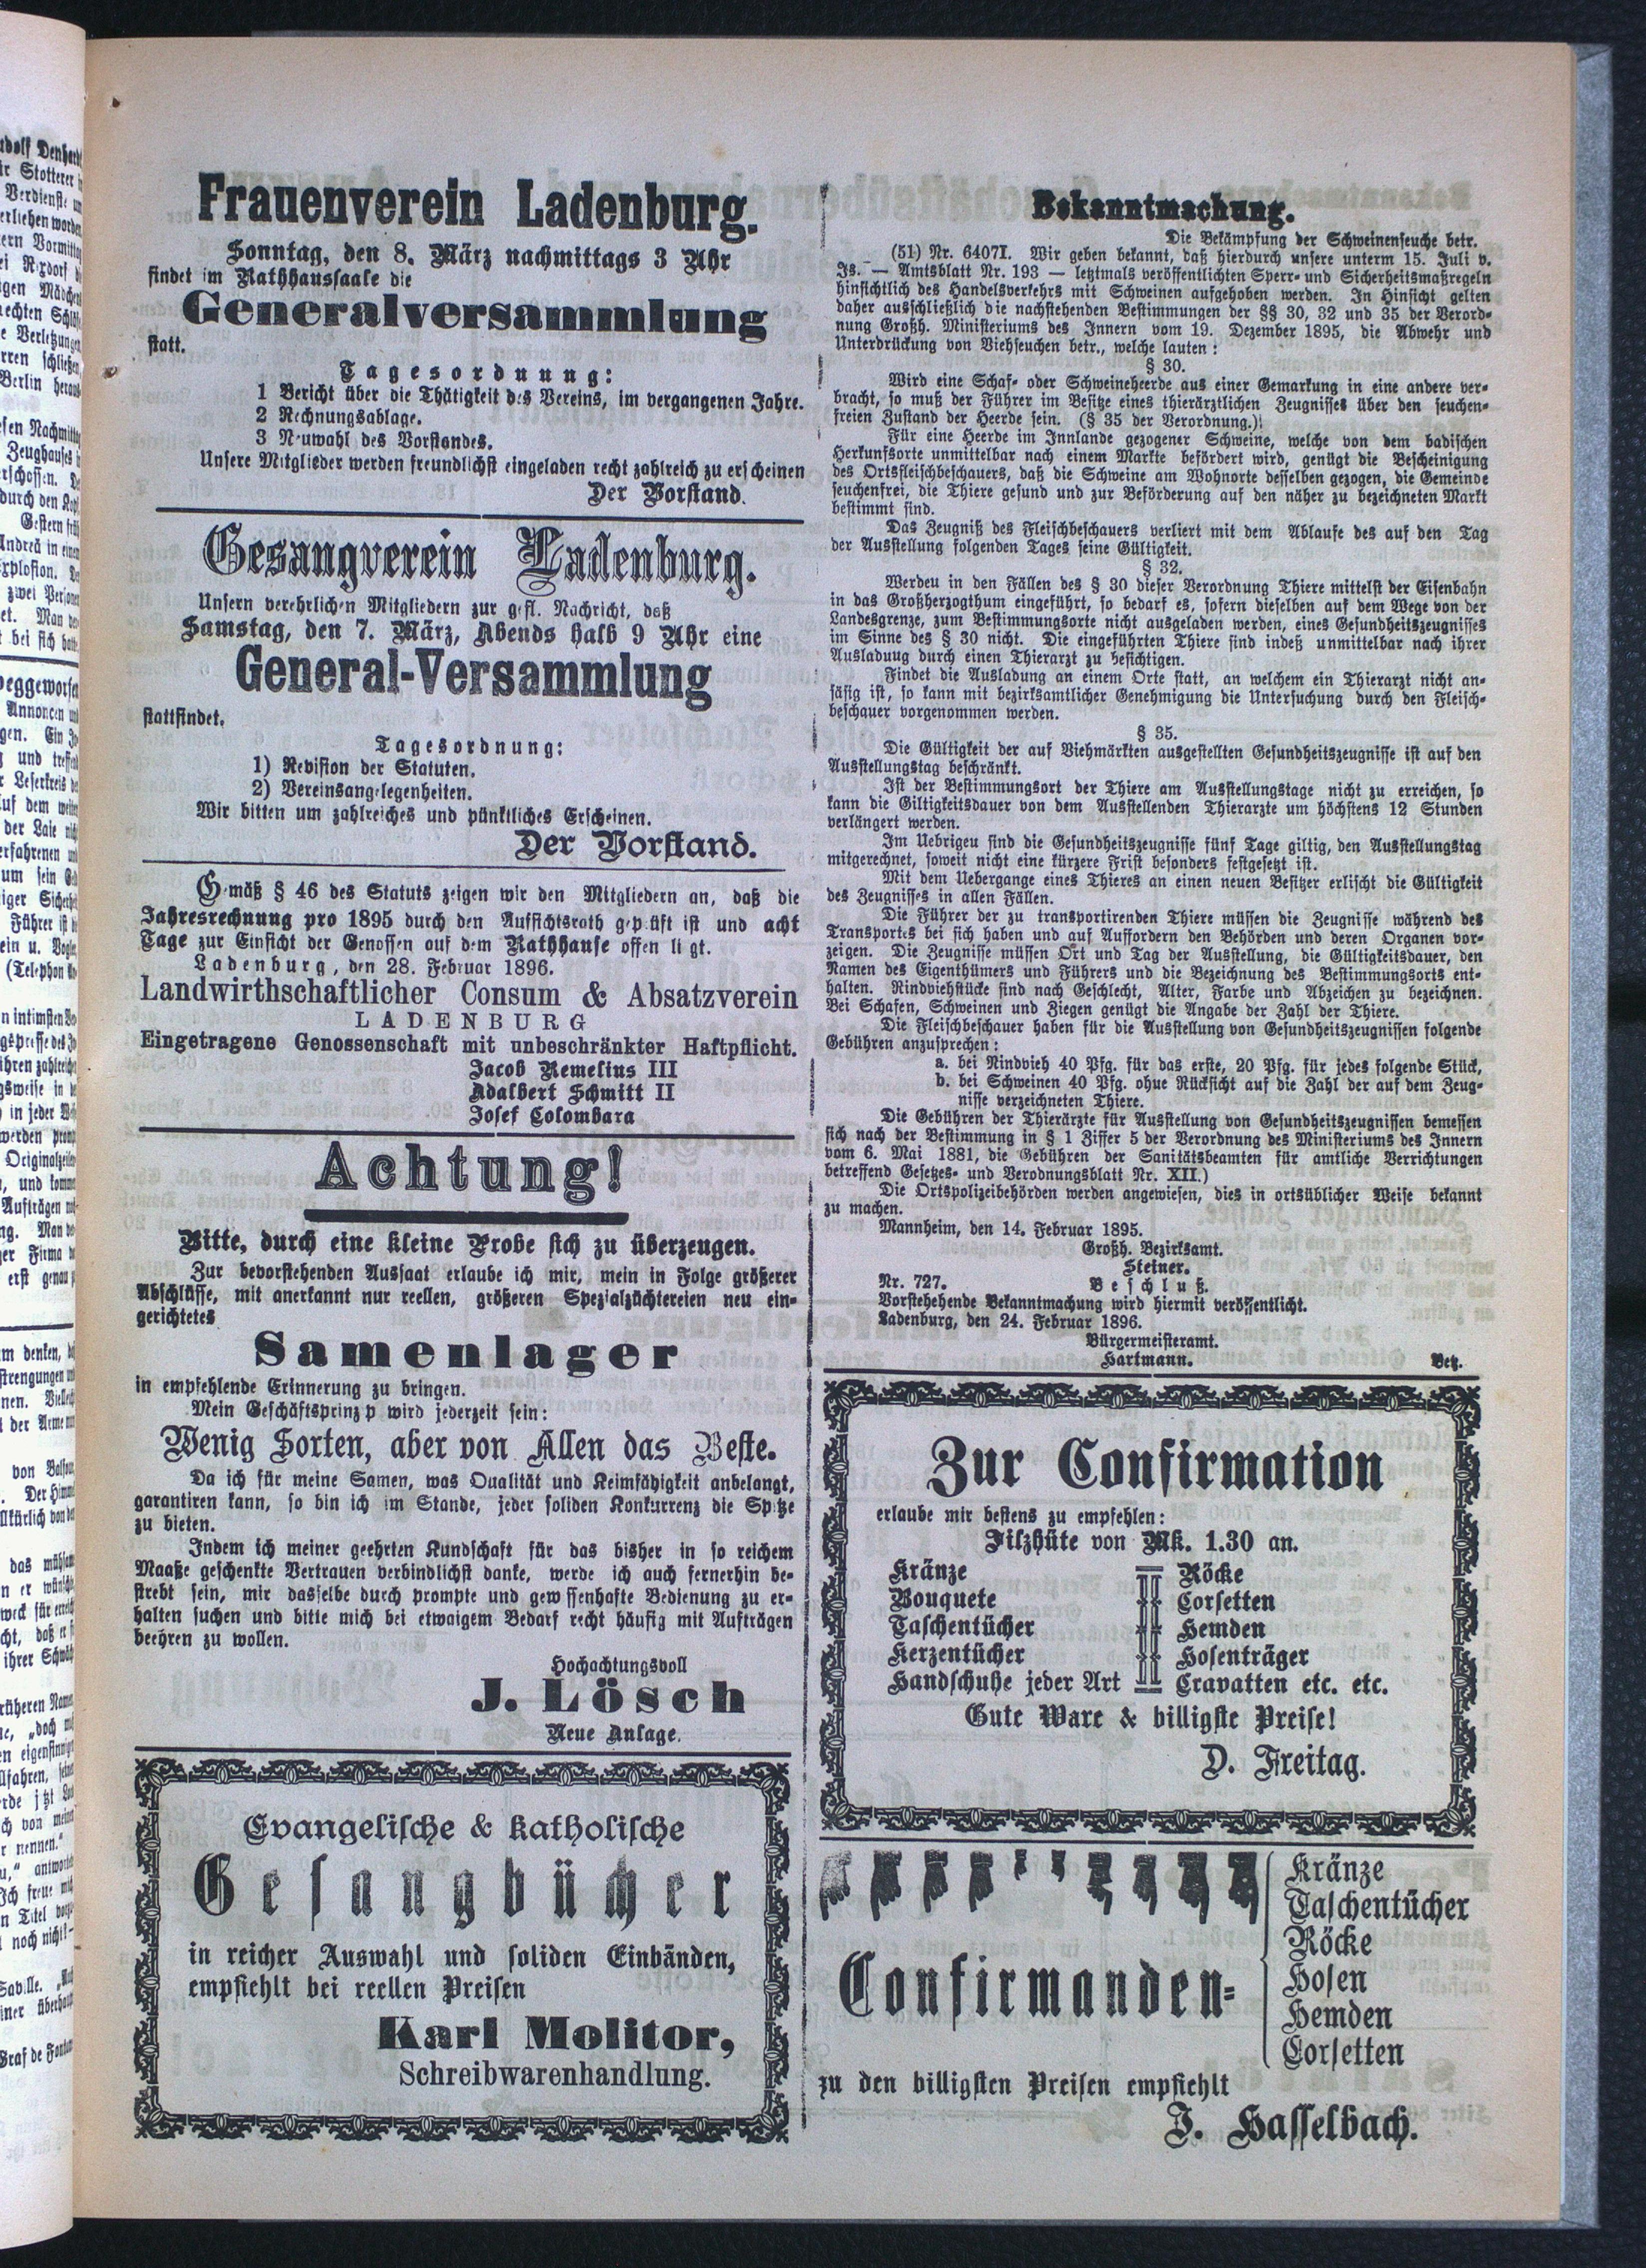 Frauenverein Ladenburg.
Sonntag, den 8. März nachmittags 3 Uhr
findet im Rathhaussaale die
Generalversammlung
statt.
Tagesordnung:
1 Bericht über die Thätigkeit des Vereins, im vergangenen Jahre.
2 Rechnungsablage.
3 Neuwahl des Vorstandes.
Unsere Mitglieder werden freundlichst eingeladen recht zahlreich zu erscheinen
Der Vorstand.
Gesangverein Ladenburg.
Unsern verehrlichen Mitgliedern zur gefl. Nachricht, daß
Samstag, den 7. März, Abends halb 9 Uhr eine
General-Versammlung
stattfindet.
Tagesordnung:
1) Revision der Statuten.
2) Vereinsangelegenheiten.
Wir bitten um zahlreiches und pünktliches Erscheinen.
Der Vorstand.
Gemäß § 46 des Statuts zeigen wir den Mitgliedern an, daß die
Jahresrechnung pro 1895 durch den Aufsichtsrath geprüft ist und acht
Tage zur Einsicht der Genossen auf dem Rathhause offen liegt.
Ladenburg, den 28. Februar 1896.
Landwirthschaftlicher Consum & Absatzverein
LADENBURG
Eingetragene Genossenschaft mit unbeschränkter Haftpflicht.
Jacob Remelius III
Adalbert Schmitt II
Josef Colombara
Achtung!
Bitte, durch eine kleine Probe sich zu überzeugen.
Zur bevorstehenden Aussaat erlaube ich mir, mein in Folge größerer
Abschlüsse, mit anerkannt nur reellen, größeren Spezialzüchtereien neu ein-
gerichtetes
Samenlager
in empfehlende Erinnerung zu bringen.
Mein Geschäftsprinzip wird jederzeit sein:
Wenig Sorten, aber von Allen das Beste.
Da ich für meine Samen, was Qualität und Keimfähigkeit anbelangt,
garantiren kann, so bin ich im Stande, jeder soliden Konkurrenz die Spitze
zu bieten.
Indem ich meiner geehrten Kundschaft für das bisher in so reichem
Maaße geschenkte Vertrauen verbindlichst danke, werde ich auch fernerhin be-
strebt sein, mir dasselbe durch prompte und gewissenhafte Bedienung zu er-
halten suchen und bitte mich bei etwaigem Bedarf recht häufig mit Aufträgen
beehren zu wollen.
Hochachtungsvoll
J. Lösch
Neue Anlage.
Evangelische & katholische
Gesangbücher
in reicher Auswahl und soliden Einbänden,
empfiehlt bei reellen Preisen
Karl Molitor,
Schreibwarenhandlung.
Bekanntmachung.
Die Bekämpfung der Schweinenseuche betr.
(51) Nr. 6407I. Wir geben bekannt, daß hierdurch unsere unterm 15. Juli v.
Js. — Amtsblatt Nr. 193 — letztmals veröffentlichten Sperr- und Sicherheitsmaßregeln
hinsichtlich des Handelsverkehrs mit Schweinen aufgehoben werden. In Hinsicht gelten
daher ausschließlich die nachstehenden Bestimmungen der §§ 30, 32 und 35 der Verord-
nung Großh. Ministeriums des Innern vom 19. Dezember 1895, die Abwehr und
Unterdrückung von Viehseuchen betr., welche lauten:
§ 30.
Wird eine Schaf- oder Schweineheerde aus einer Gemarkung in eine andere ver-
bracht, so muß der Führer im Besitze eines thierärztlichen Zeugnisses über den seuchen-
freien Zustand der Heerde sein. (§ 35 der Verordnung.)
Für eine Heerde im Innlande gezogener Schweine, welche von dem badischen
Herkunfsorte unmittelbar nach einem Markte befördert wird, genügt die Bescheinigung
des Ortsfleischbeschauers, daß die Schweine am Wohnorte desselben gezogen, die Gemeinde
seuchenfrei, die Thiere gesund und zur Beförderung auf den näher zu bezeichneten Markt
bestimmt sind.
Das Zeugniß des Fleischbeschauers verliert mit dem Ablaufe des auf den Tag
der Ausstellung folgenden Tages seine Gültigkeit.
§ 32.
Werdeu in den Fällen des § 30 dieser Verordnung Thiere mittelst der Eisenbahn
in das Großherzogthum eingeführt, so bedarf es, sofern dieselben auf dem Wege von der
Landesgrenze, zum Bestimmungsorte nicht ausgeladen werden, eines Gesundheitszeugnisses
im Sinne des § 30 nicht. Die eingeführten Thiere sind indeß unmittelbar nach ihrer
Ausladuug durch einen Thierarzt zu besichtigen.
Findet die Ausladung an einem Orte statt, an welchem ein Thierarzt nicht an-
säsig ist, so kann mit bezirksamtlicher Genehmigung die Untersuchung durch den Fleisch-
beschauer vorgenommen werden.
§ 35.
Die Gültigkeit der auf Viehmärkten ausgestellten Gesundheitszeugnisse ist auf den
Ausstellungstag beschränkt.
Ist der Bestimmungsort der Thiere am Ausstellungstage nicht zu erreichen, so
kann die Giltigkeitsdauer von dem Ausstellenden Thierarzte um höchstens 12 Stunden
verlängert werden.
Im Uebrigeu sind die Gesundheitszeugnisse fünf Tage giltig, den Ausstellungstag
mitgerechnet, soweit nicht eine kürzere Frist besonders festgesetzt ist.
Mit dem Uebergange eines Thieres an einen neuen Besitzer erlischt die Gültigkeit
des Zeugnisses in allen Fällen.
Die Führer der zu transportirenden Thiere müssen die Zeugnisse während des
Transportes bei sich haben und auf Auffordern den Behörden und deren Organen vor-
zeigen. Die Zeugnisse müssen Ort und Tag der Ausstellung, die Gültigkeitsdauer, den
Namen des Eigenthümers und Führers und die Bezeichnung des Bestimmungsorts ent-
halten. Rindviehstücke sind nach Geschlecht, Alter, Farbe und Abzeichen zu bezeichnen.
Bei Schafen, Schweinen und Ziegen genügt die Angabe der Zahl der Thiere.
Die Fleischbeschauer haben für die Ausstellung von Gesundheitszeugnissen folgende
Gebühren anzusprechen:
a. bei Rindvieh 40 Pfg. für das erste, 20 Pfg. für jedes folgende Stück,
b. bei Schweinen 40 Pfg. ohue Rücksicht auf die Zahl der auf dem Zeug-
nisse verzeichneten Thiere.
Die Gebühren der Thierärzte für Ausstellung von Gesundheitszeugnissen bemessen
sich nach der Bestimmung in § 1 Ziffer 5 der Verordnung des Ministeriums des Innern
vom 6. Mai 1881, die Gebühren der Sanitätsbeamten für amtliche Verrichtungen
betreffend Gesetzes- und Verodnungsblatt Nr. XII.)
Die Ortspolizeibehörden werden angewiesen, dies in ortsüblicher Weise bekannt
zu machen.
Mannheim, den 14. Februar 1895.
Großh. Bezirksamt.
Steiner.
Nr. 727. Beschluß.
Vorstehehende Bekanntmachung wird hiermit veröffentlicht.
Ladenburg, den 24. Februar 1896.
Bürgermeisteramt.
Hartmann. Betz.
Zur Confirmation
erlaube mir bestens zu empfehlen:
Filzhüte von Mk. 1.30 an.
Kränze Röcke
Bouquete Corsetten
Taschentücher Hemden
Kerzentücher Hosenträger
Handschuhe jeder Art Cravatten etc. etc.
Gute Ware & billigste Preise!
D. Freitag.
Confirmanden-
Kränze
Taschentücher
Röcke
Hosen
Hemden
Corsetten
zu den billigsten Preisen empfiehlt
J. Hasselbach.